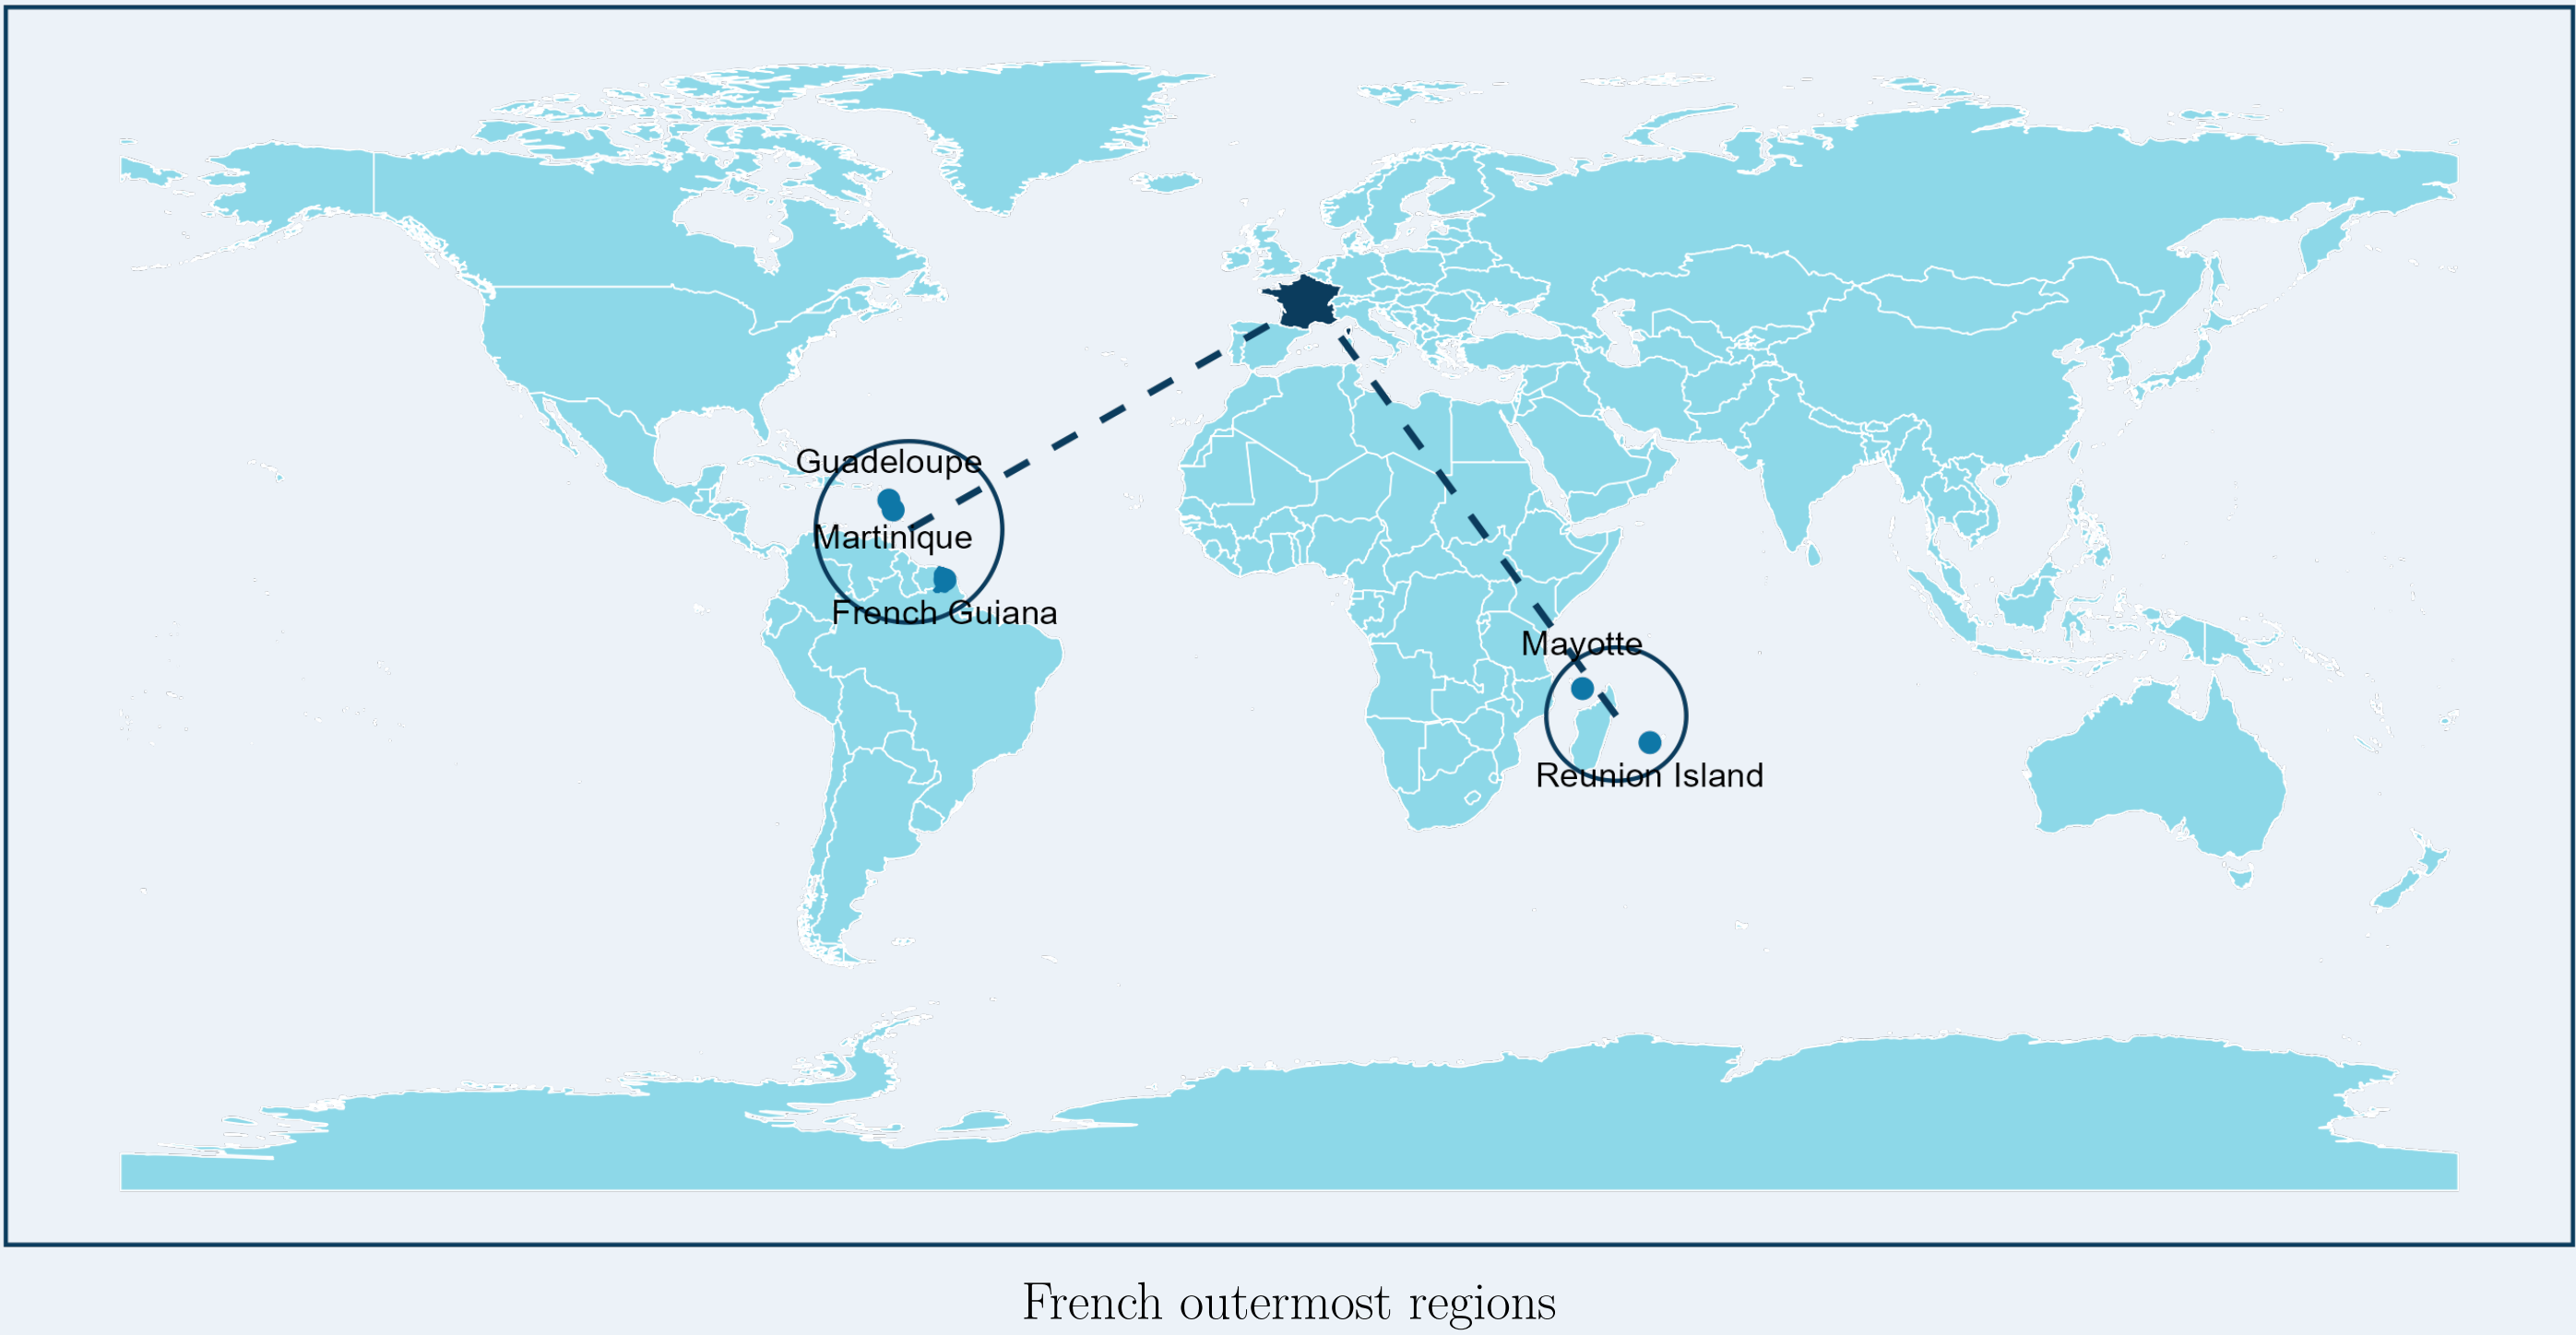 Guadeloupe
Martinique
French Guiana
Mayotte
Reunion Island
French outermost regions